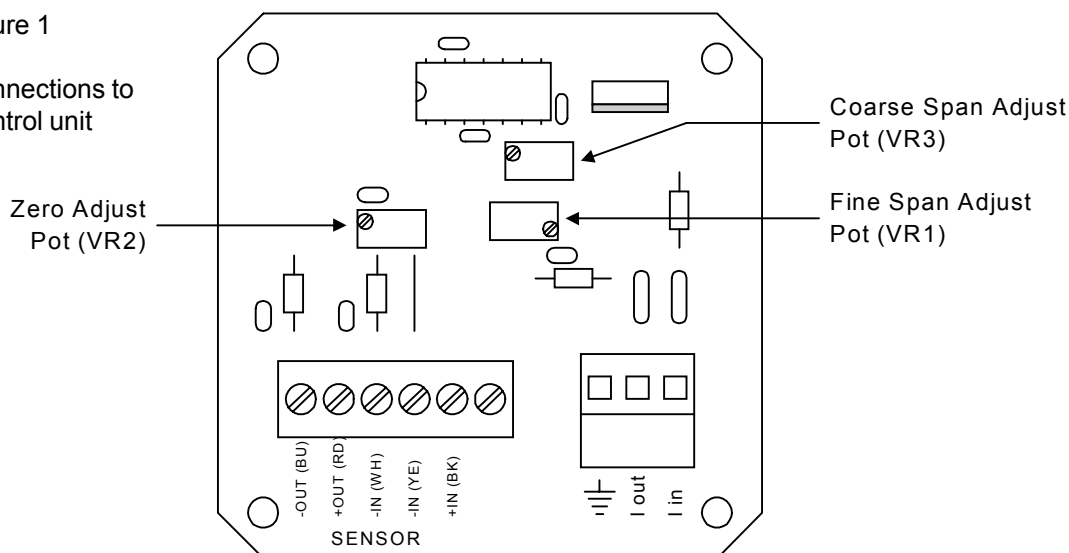 ure 1
nnections to
ntrol unit
Coarse Span Adjust
Pot (VR3)
Zero Adjust
Pot (VR2)
Fine Span Adjust
Pot (VR1)
-OUT (BU)
+OUT (RD)
-IN (WH)
-IN (YE)
+IN (BK)
SENSOR
I out
I in